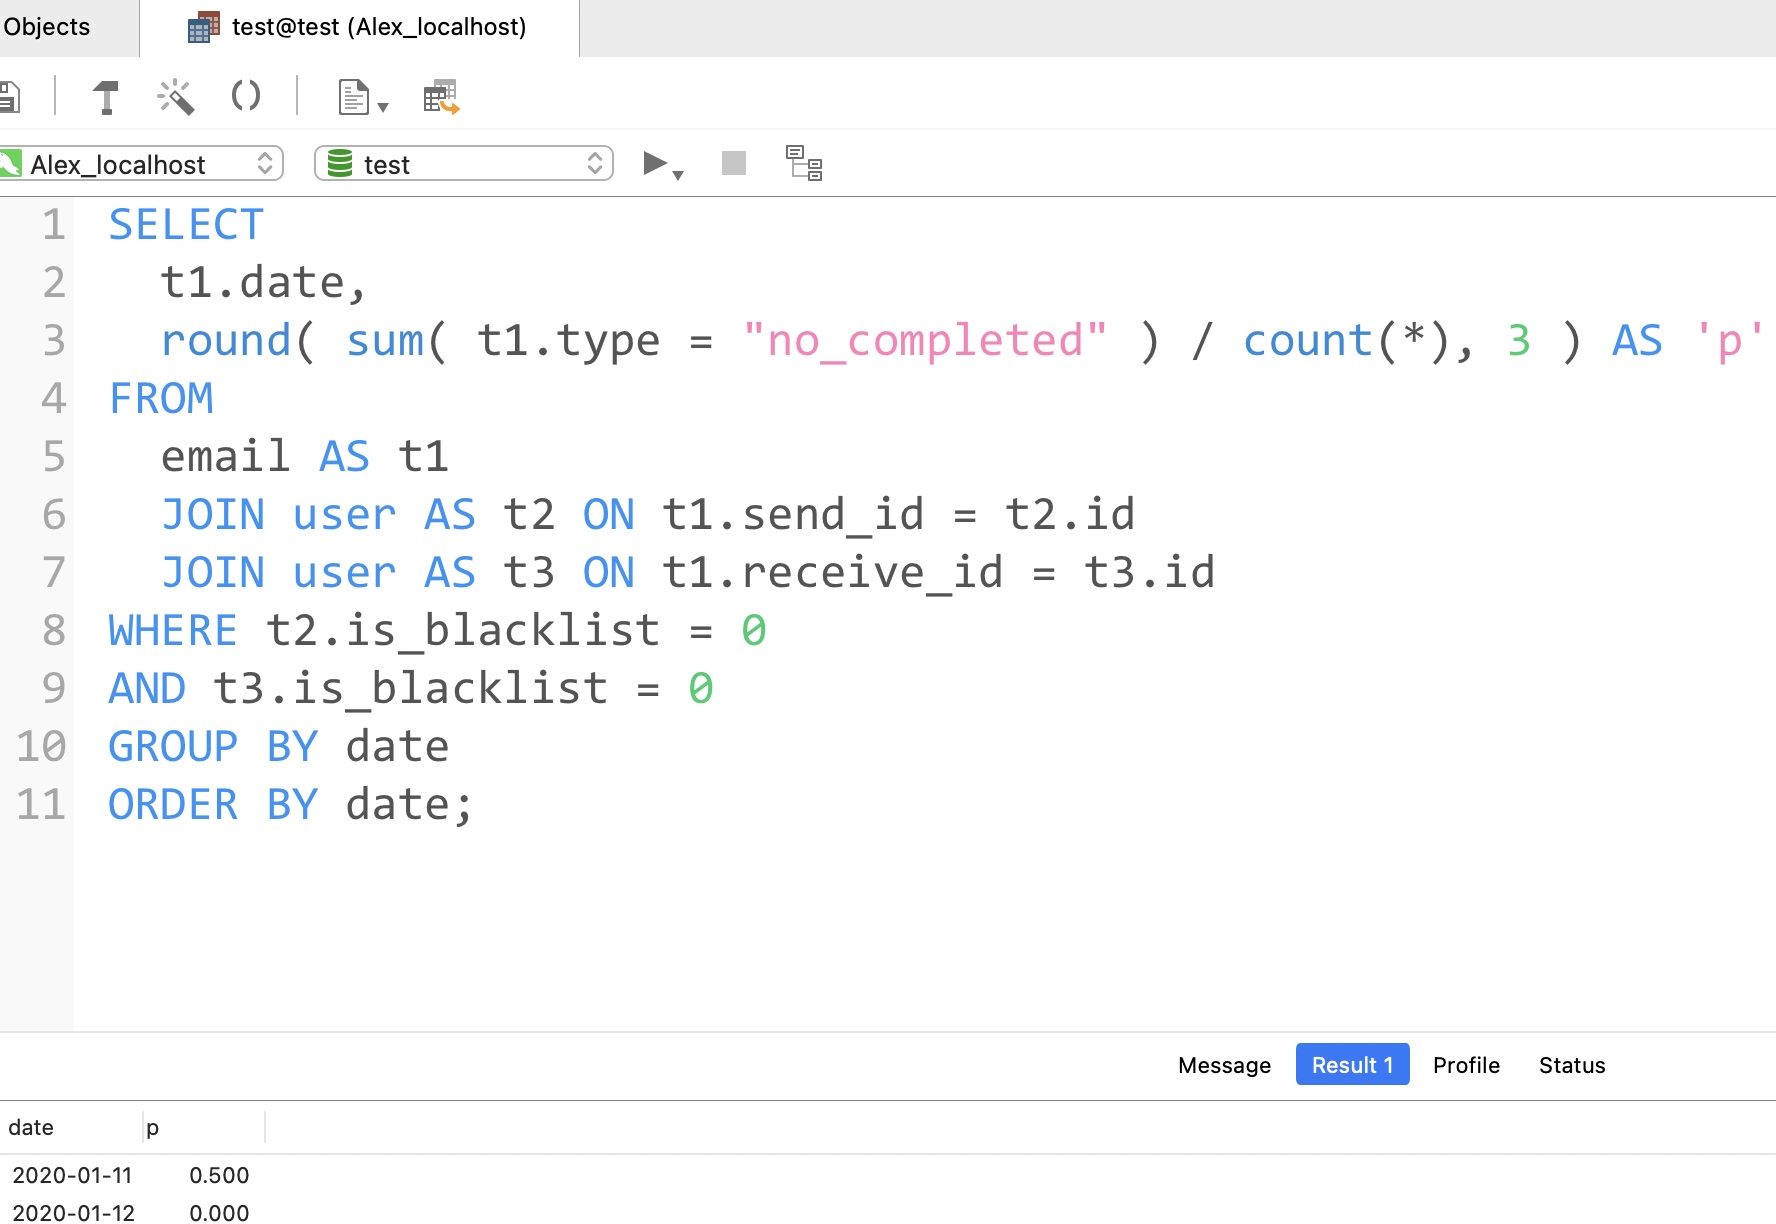 Objects
test@test (Alex_localhost)
Alex_localhost
test
1 SELECT
2 t1.date,
3 round( sum( t1.type = "no_completed" ) / count(*), 3 ) AS 'p'
4 FROM
5 email AS t1
6 JOIN user AS t2 ON t1.send_id = t2.id
7 JOIN user AS t3 ON t1.receive_id = t3.id
8 WHERE t2.is_blacklist = 0
9 AND t3.is_blacklist = 0
10 GROUP BY date
11 ORDER BY date;
Message Result 1 Profile Status
date p
2020-01-11 0.500
2020-01-12 0.000